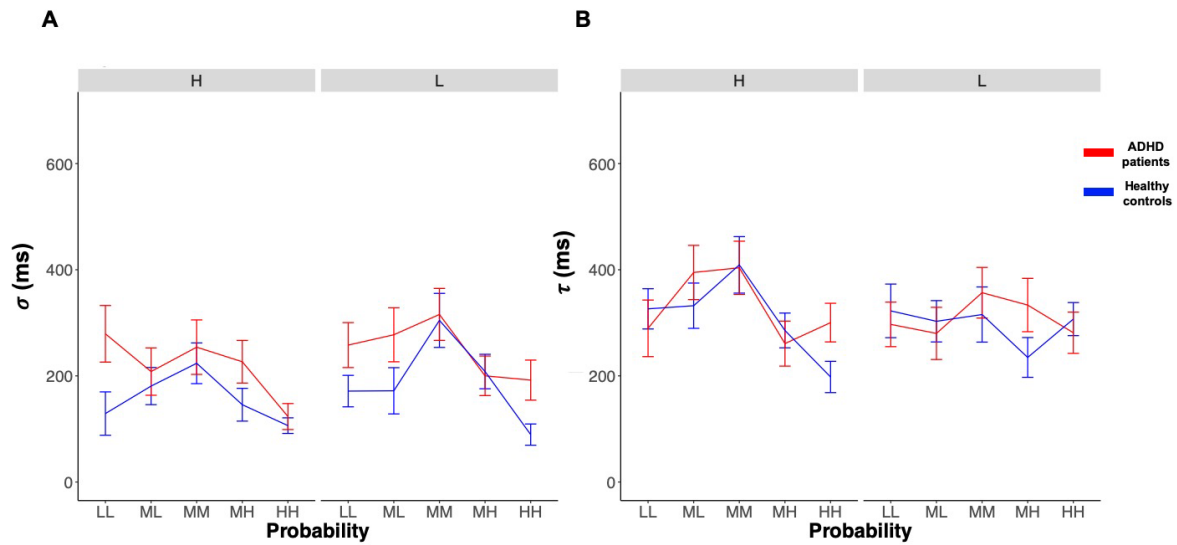 A
B
H
L
H
L
600
400
200
0
σ (ms)
LL ML MM MH HH
LL ML MM MH HH
Probability
600
400
200
0
τ (ms)
LL ML MM MH HH
LL ML MM MH HH
Probability
ADHD
patients
Healthy
controls